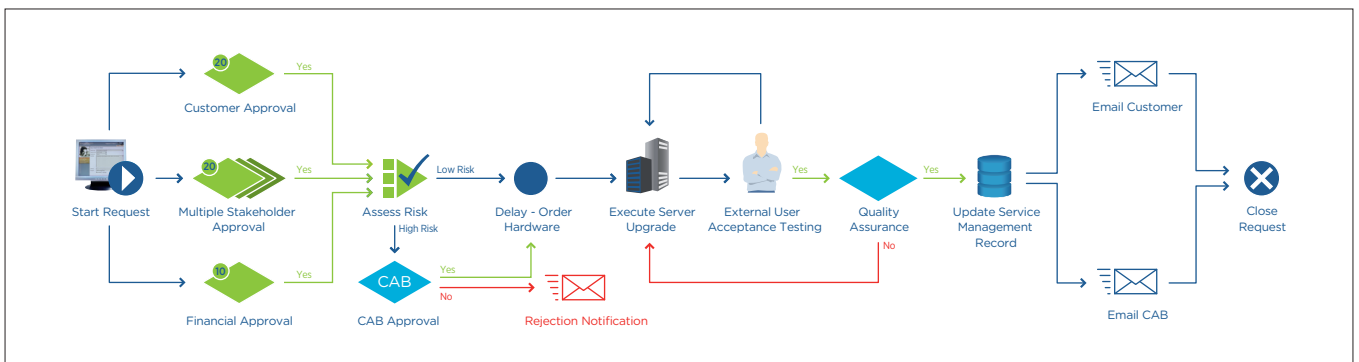 20
Yes
Customer Approval
Email Customer
Start Request
20
Multiple Stakeholder
Approval
Yes
Assess Risk
Low Risk
High Risk
Delay - Order
Hardware
Execute Server
Upgrade
External User
Acceptance Testing
Yes
Quality
Assurance
Yes
No
Update Service
Management
Record
Close
Request
10
Yes
Financial Approval
CAB
CAB Approval
Yes
No
Rejection Notification
Email CAB